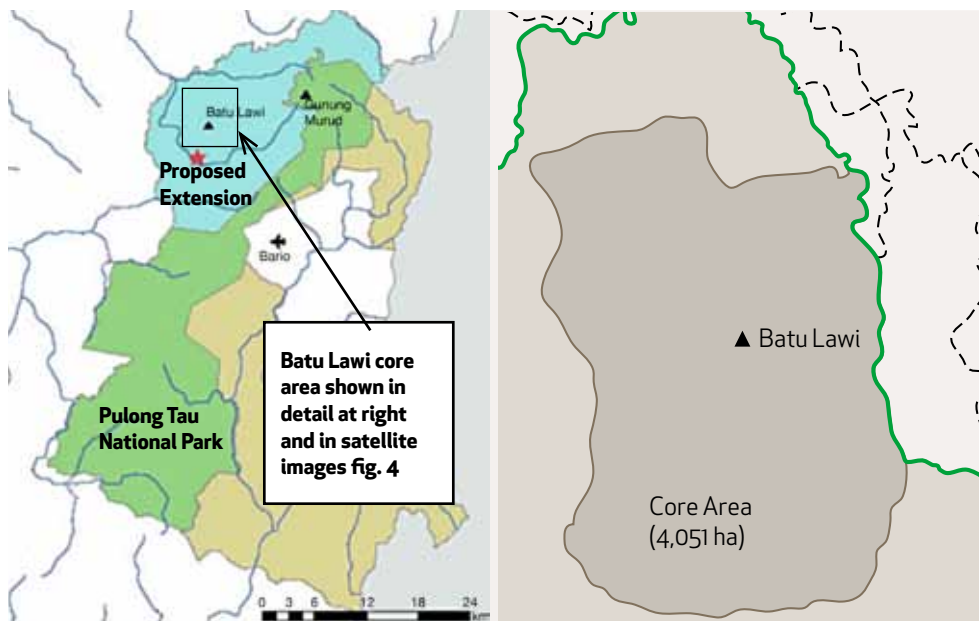 Batu Lawi
Gunung
Murud
Proposed
Extension
Bario
Batu Lawi core
area shown in
detail at right
and in satellite
images fig. 4
Pulong Tau
National Park
0 3 6 12 18 24
km
Batu Lawi
Core Area
(4,051 ha)